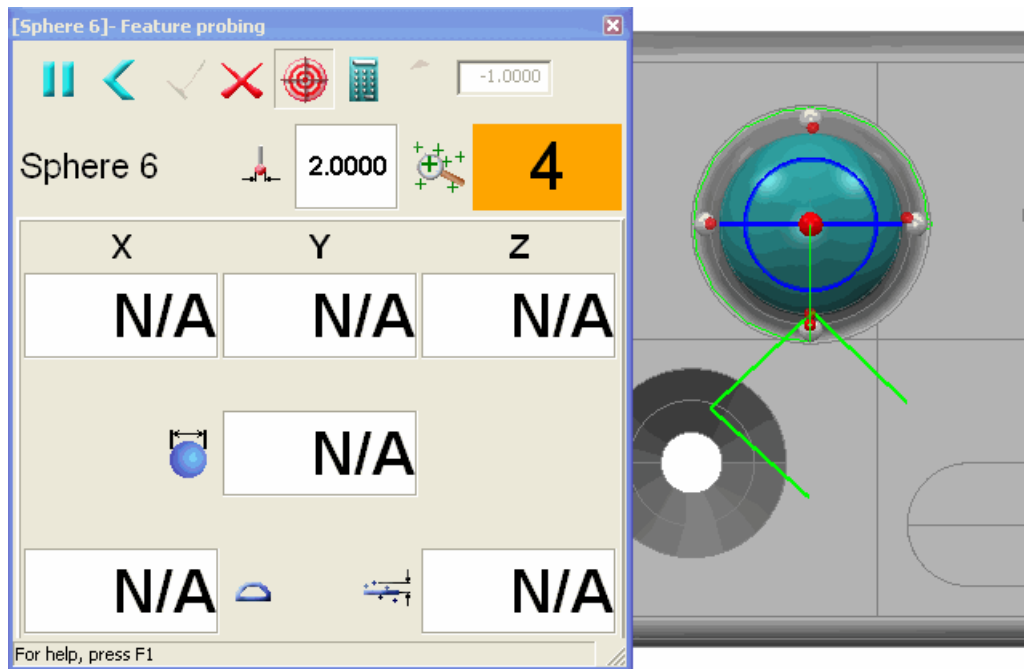 [Sphere 6]- Feature probing
-1.0000
Sphere 6 2.0000 4
X Y Z
N/A N/A N/A
N/A
N/A N/A
For help, press F1